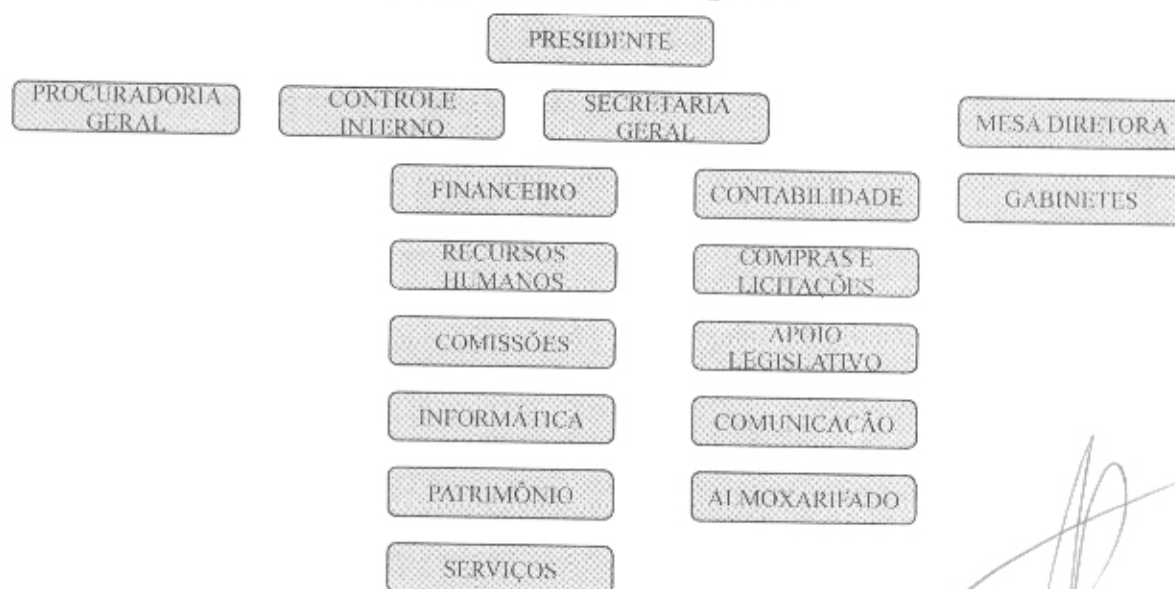 PRESIDENTE
PROCURADORIA
GERAL
CONTROLE
INTERNO
SECRETARIA
GERAL
MESA DIRETORA
FINANCEIRO
CONTABILIDADE
GABINETES
RECURSOS
HUMANOS
COMPRAS E
LICITAÇÕES
COMISSÕES
APOIO
LEGISLATIVO
INFORMÁTICA
COMUNICAÇÃO
PATRIMÔNIO
ALMOXARIFADO
SERVIÇOS